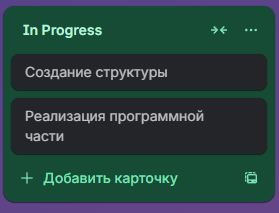 In Progress
Создание структуры
Реализация программной
части
Добавить карточку